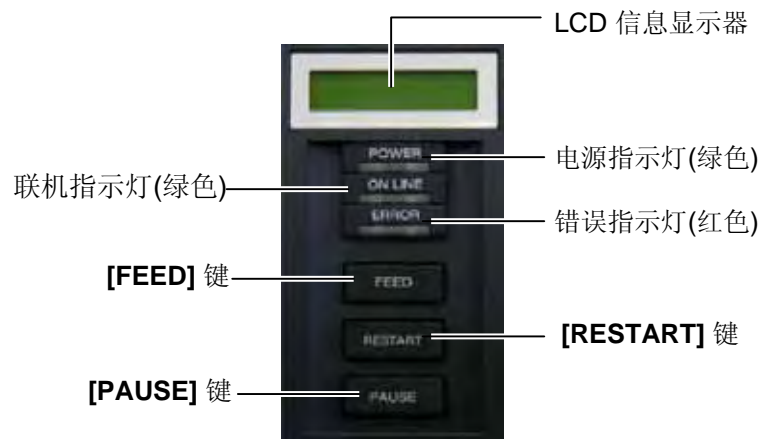 LCD 信息显示器
POWER
电源指示灯(绿色)
联机指示灯(绿色)
ON LINE
ERROR
错误指示灯(红色)
[FEED] 键
FEED
RESTART
[RESTART] 键
[PAUSE] 键
PAUSE